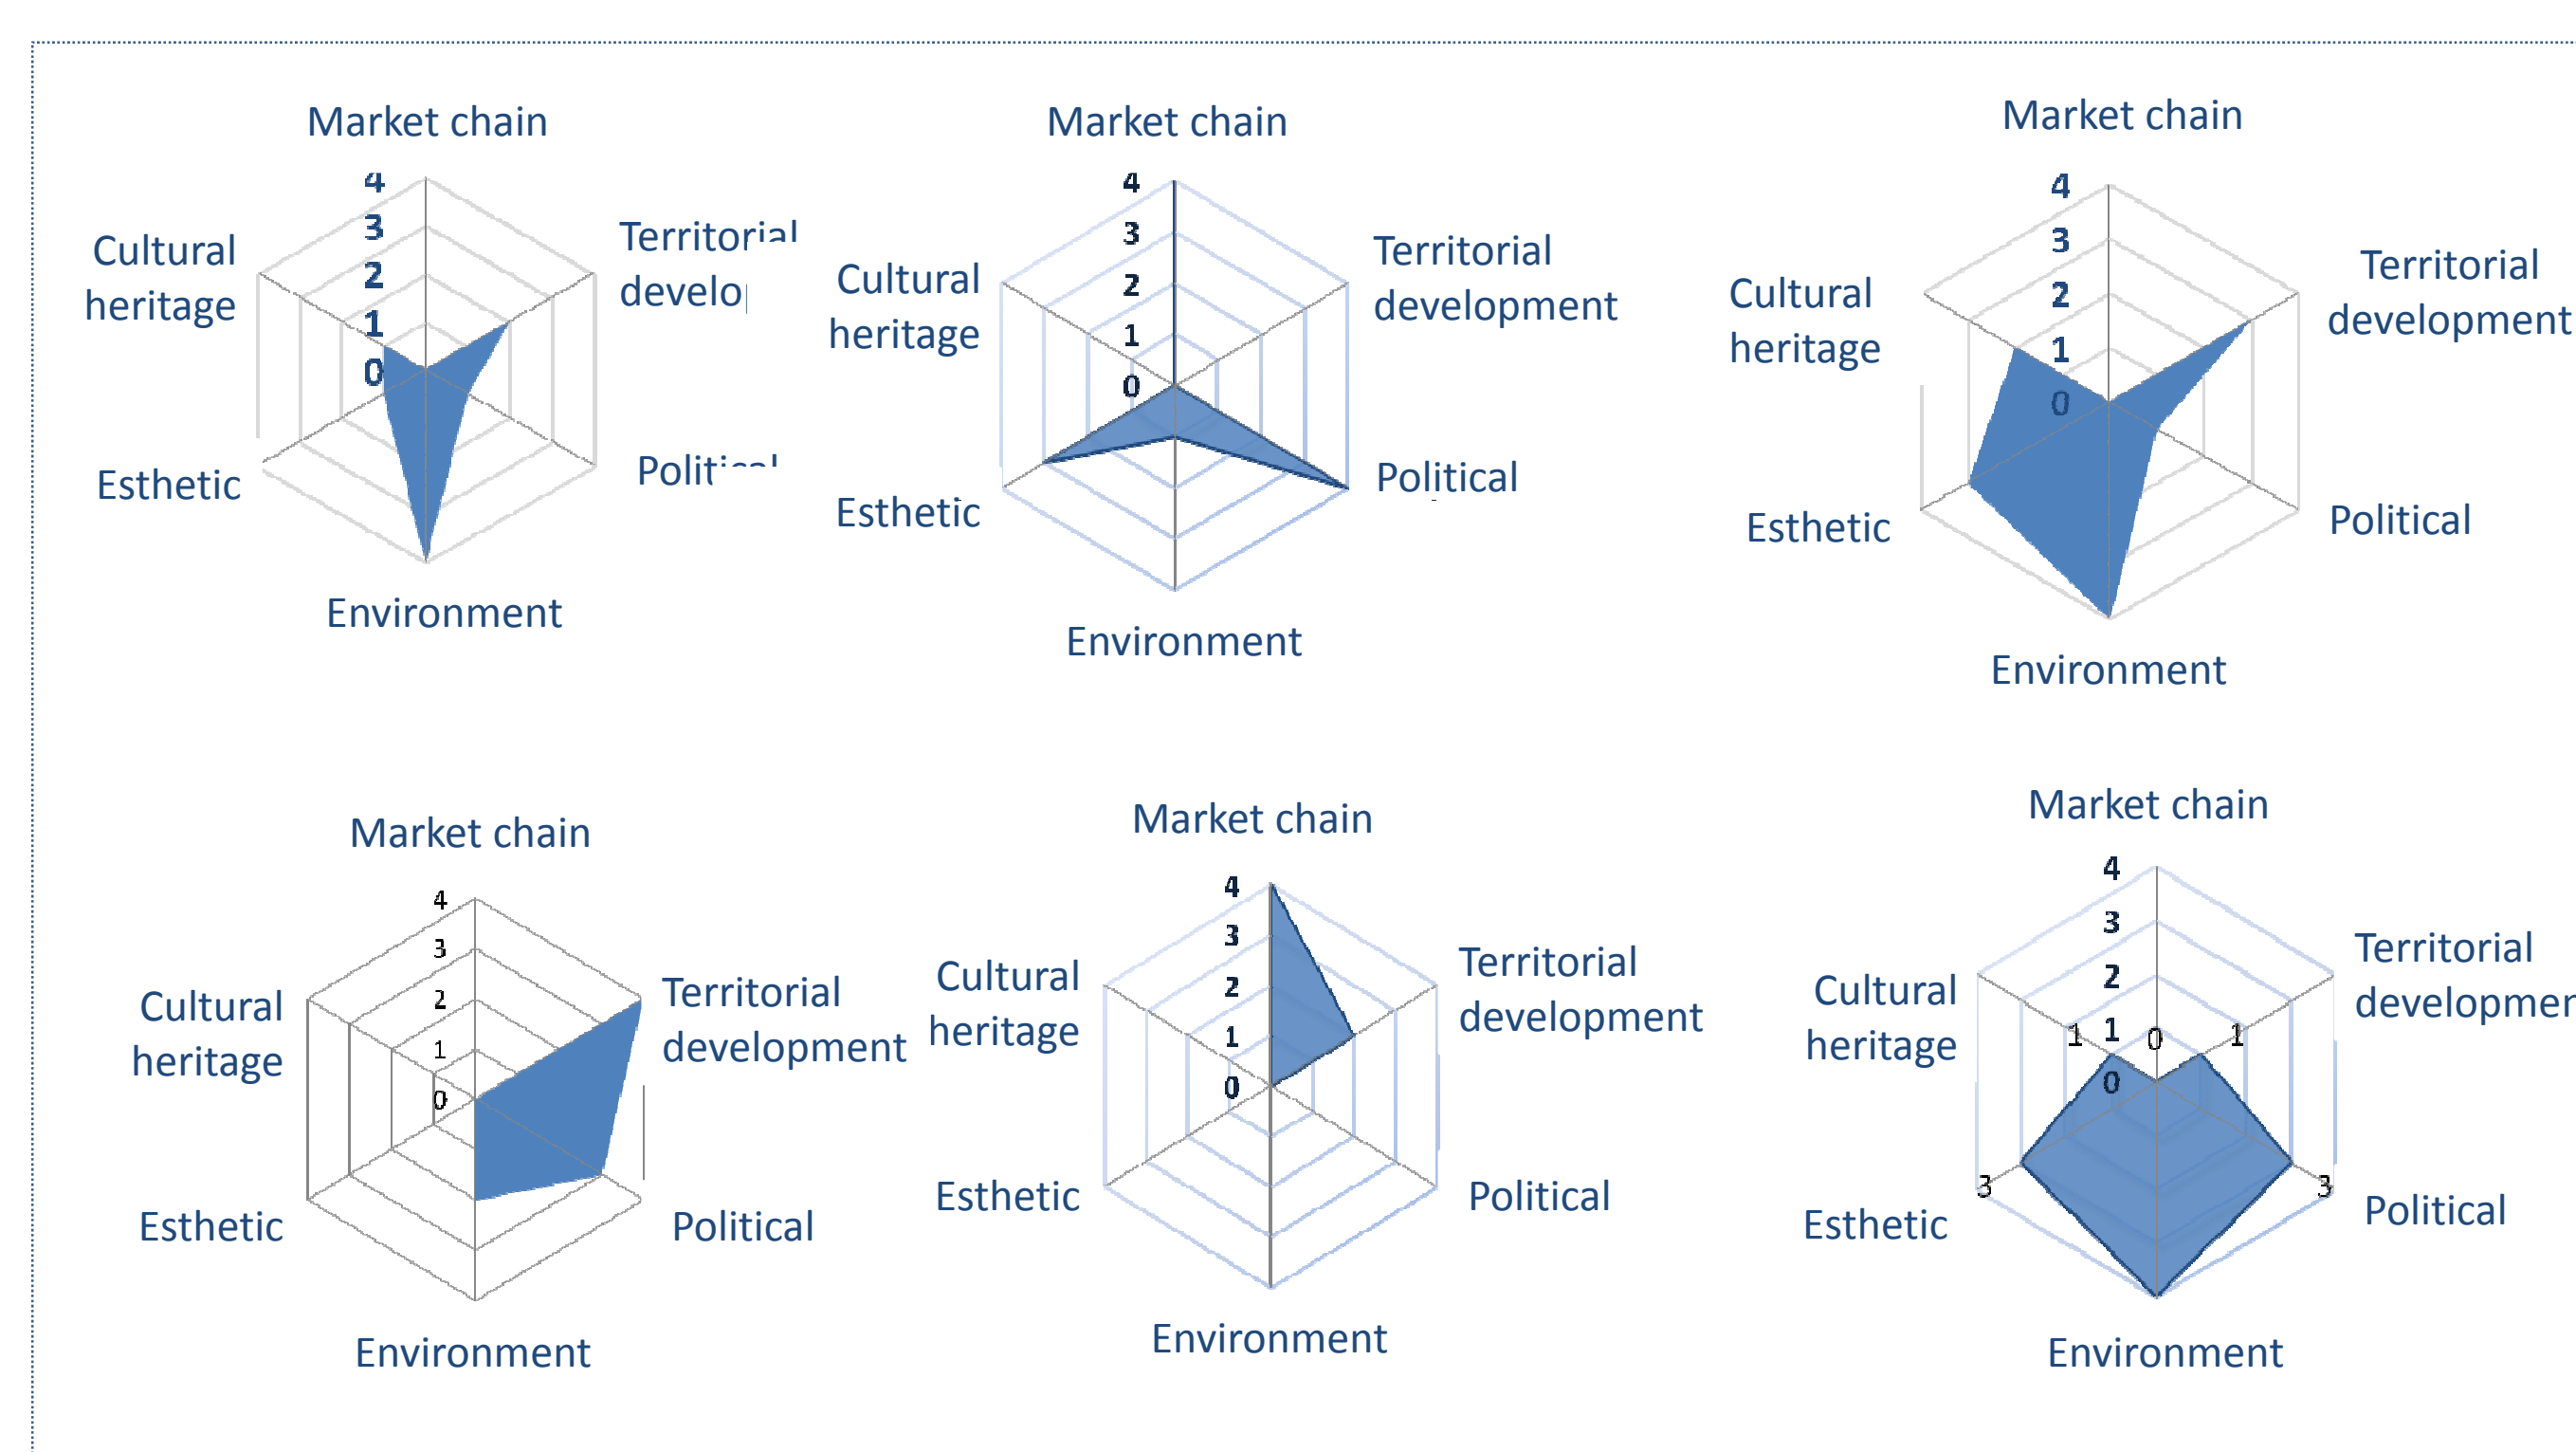 Market chain
4
3
2
1
0
Cultural
heritage
Territorial
develop
Political
Esthetic
Environment
Market chain
4
3
2
1
0
Cultural
heritage
Territorial
development
Political
Esthetic
Environment
Market chain
4
3
2
1
0
Cultural
heritage
Territorial
development
Political
Esthetic
Environment
Market chain
4
3
2
1
0
Cultural
heritage
Territorial
development
Political
Esthetic
Environment
Market chain
4
3
2
1
0
Cultural
heritage
Territorial
development
Political
Esthetic
Environment
Market chain
4
3
2
1
0
1
0
1
3
3
Cultural
heritage
Territorial
developmen
Political
Esthetic
Environment